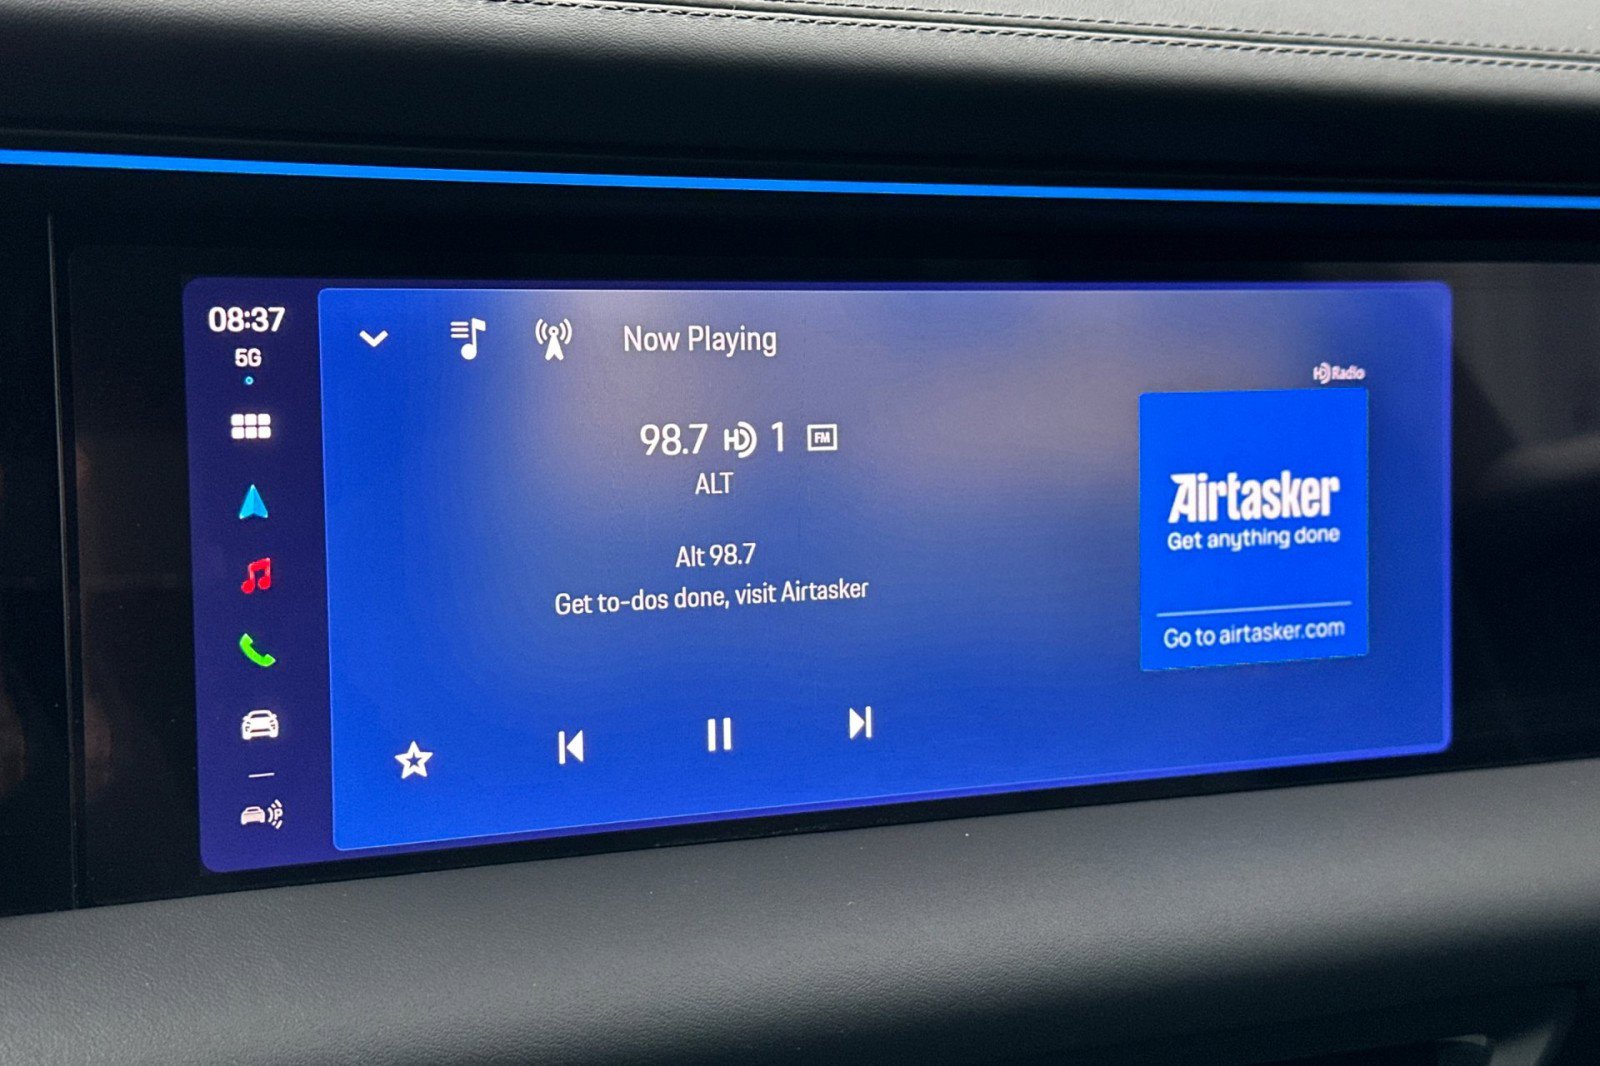 08:37
5G
Now Playing
HD Radio
98.7 HD 1 FM
ALT
Alt 98.7
Get to-dos done, visit Airtasker
Airtasker
Get anything done
Go to airtasker.com
P